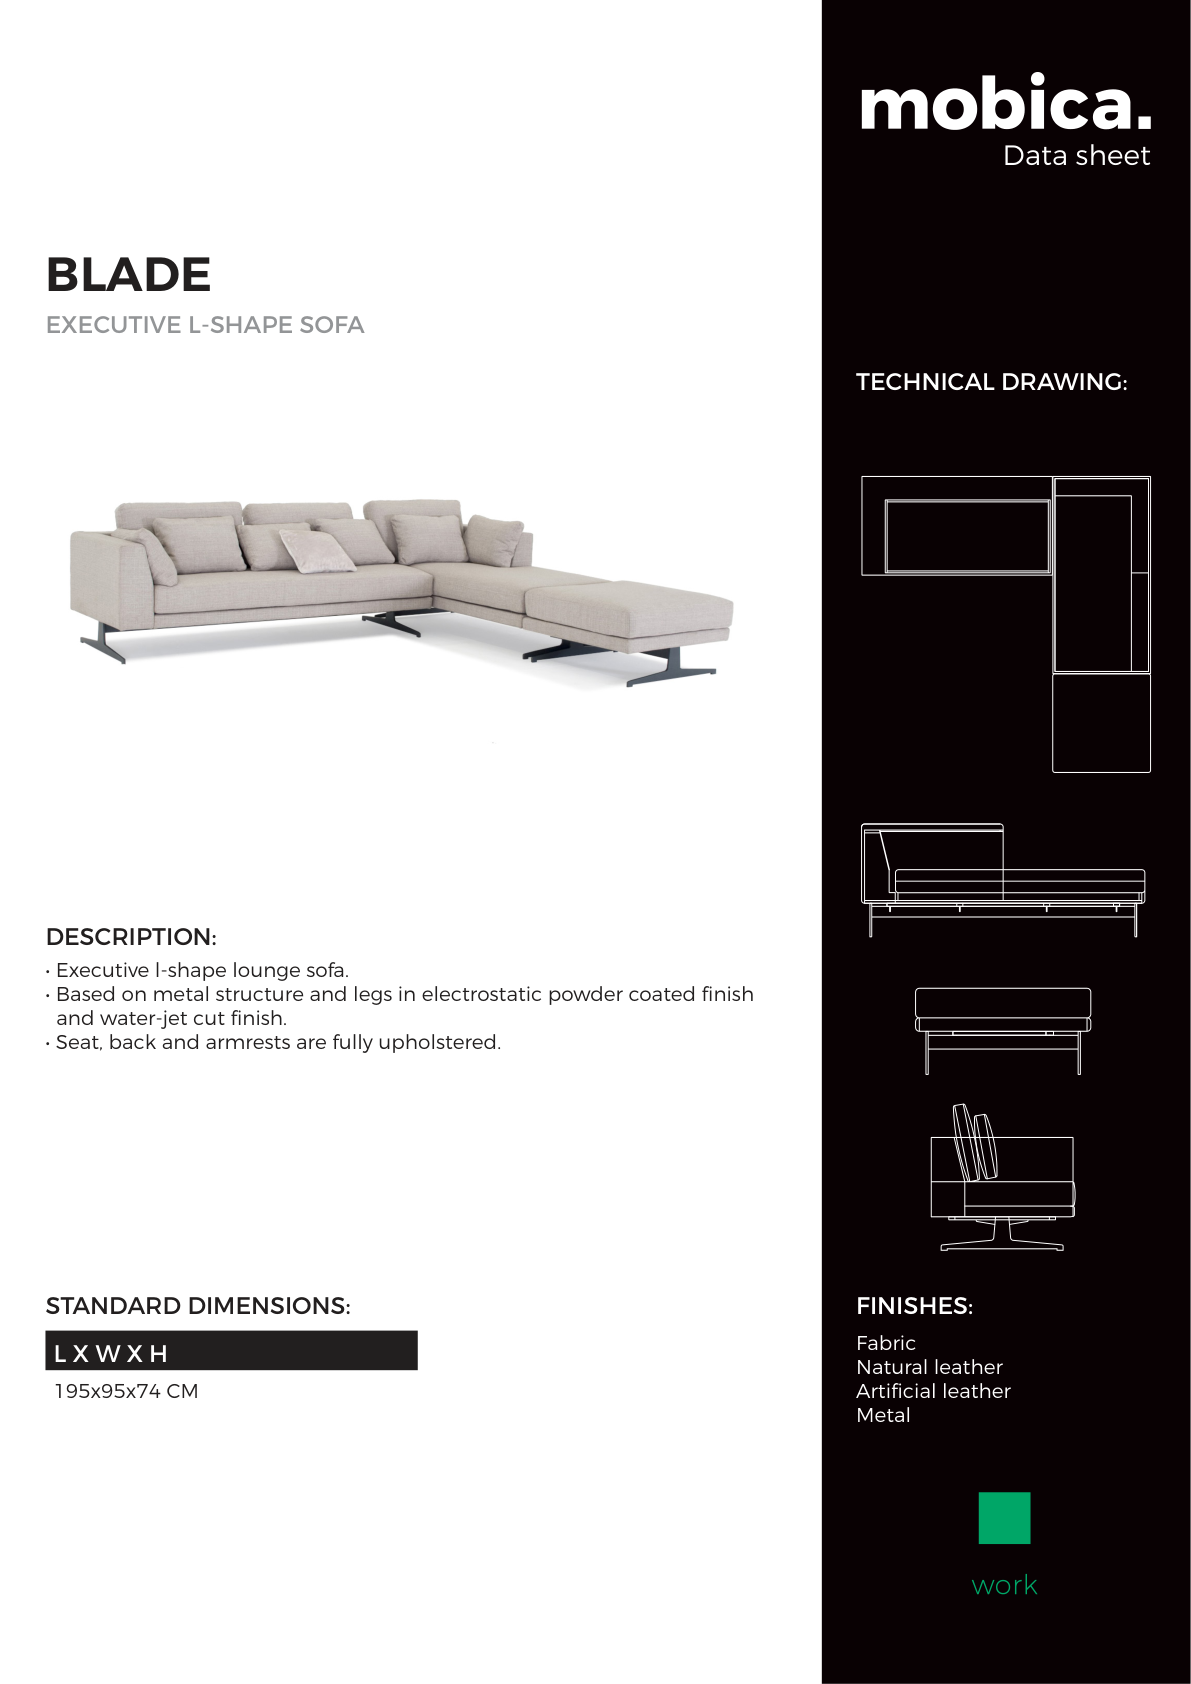 mobica.
Data sheet
BLADE
EXECUTIVE L-SHAPE SOFA
TECHNICAL DRAWING:
DESCRIPTION:
• Executive l-shape lounge sofa.
• Based on metal structure and legs in electrostatic powder coated finish
and water-jet cut finish.
• Seat, back and armrests are fully upholstered.
STANDARD DIMENSIONS:
L X W X H
195x95x74 CM
FINISHES:
Fabric
Natural leather
Artificial leather
Metal
work